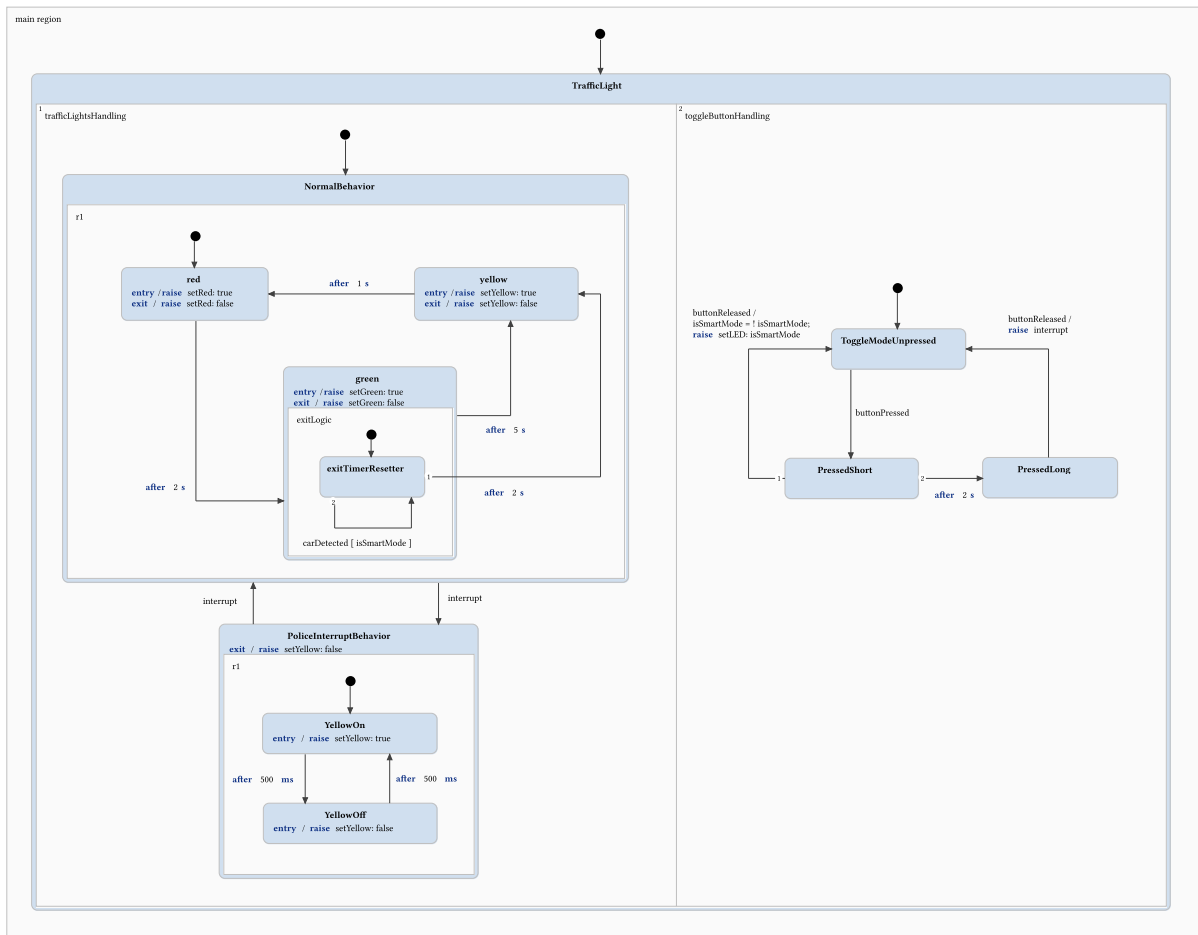 main region
TrafficLight
1
trafficLightsHandling
NormalBehavior
r1
red
entry / raise setRed: true
exit / raise setRed: false
after 1 s
yellow
entry / raise setYellow: true
exit / raise setYellow: false
green
entry / raise setGreen: true
exit / raise setGreen: false
exitLogic
exitTimerResetter
1
2
carDetected [ isSmartMode ]
after 5 s
after 2 s
after 2 s
interrupt
interrupt
PoliceInterruptBehavior
exit / raise setYellow: false
r1
YellowOn
entry / raise setYellow: true
after 500 ms
after 500 ms
YellowOff
entry / raise setYellow: false
2
toggleButtonHandling
buttonReleased /
isSmartMode = ! isSmartMode;
raise setLED: isSmartMode
ToggleModeUnpressed
buttonReleased /
raise interrupt
buttonPressed
1
PressedShort
2
after 2 s
PressedLong